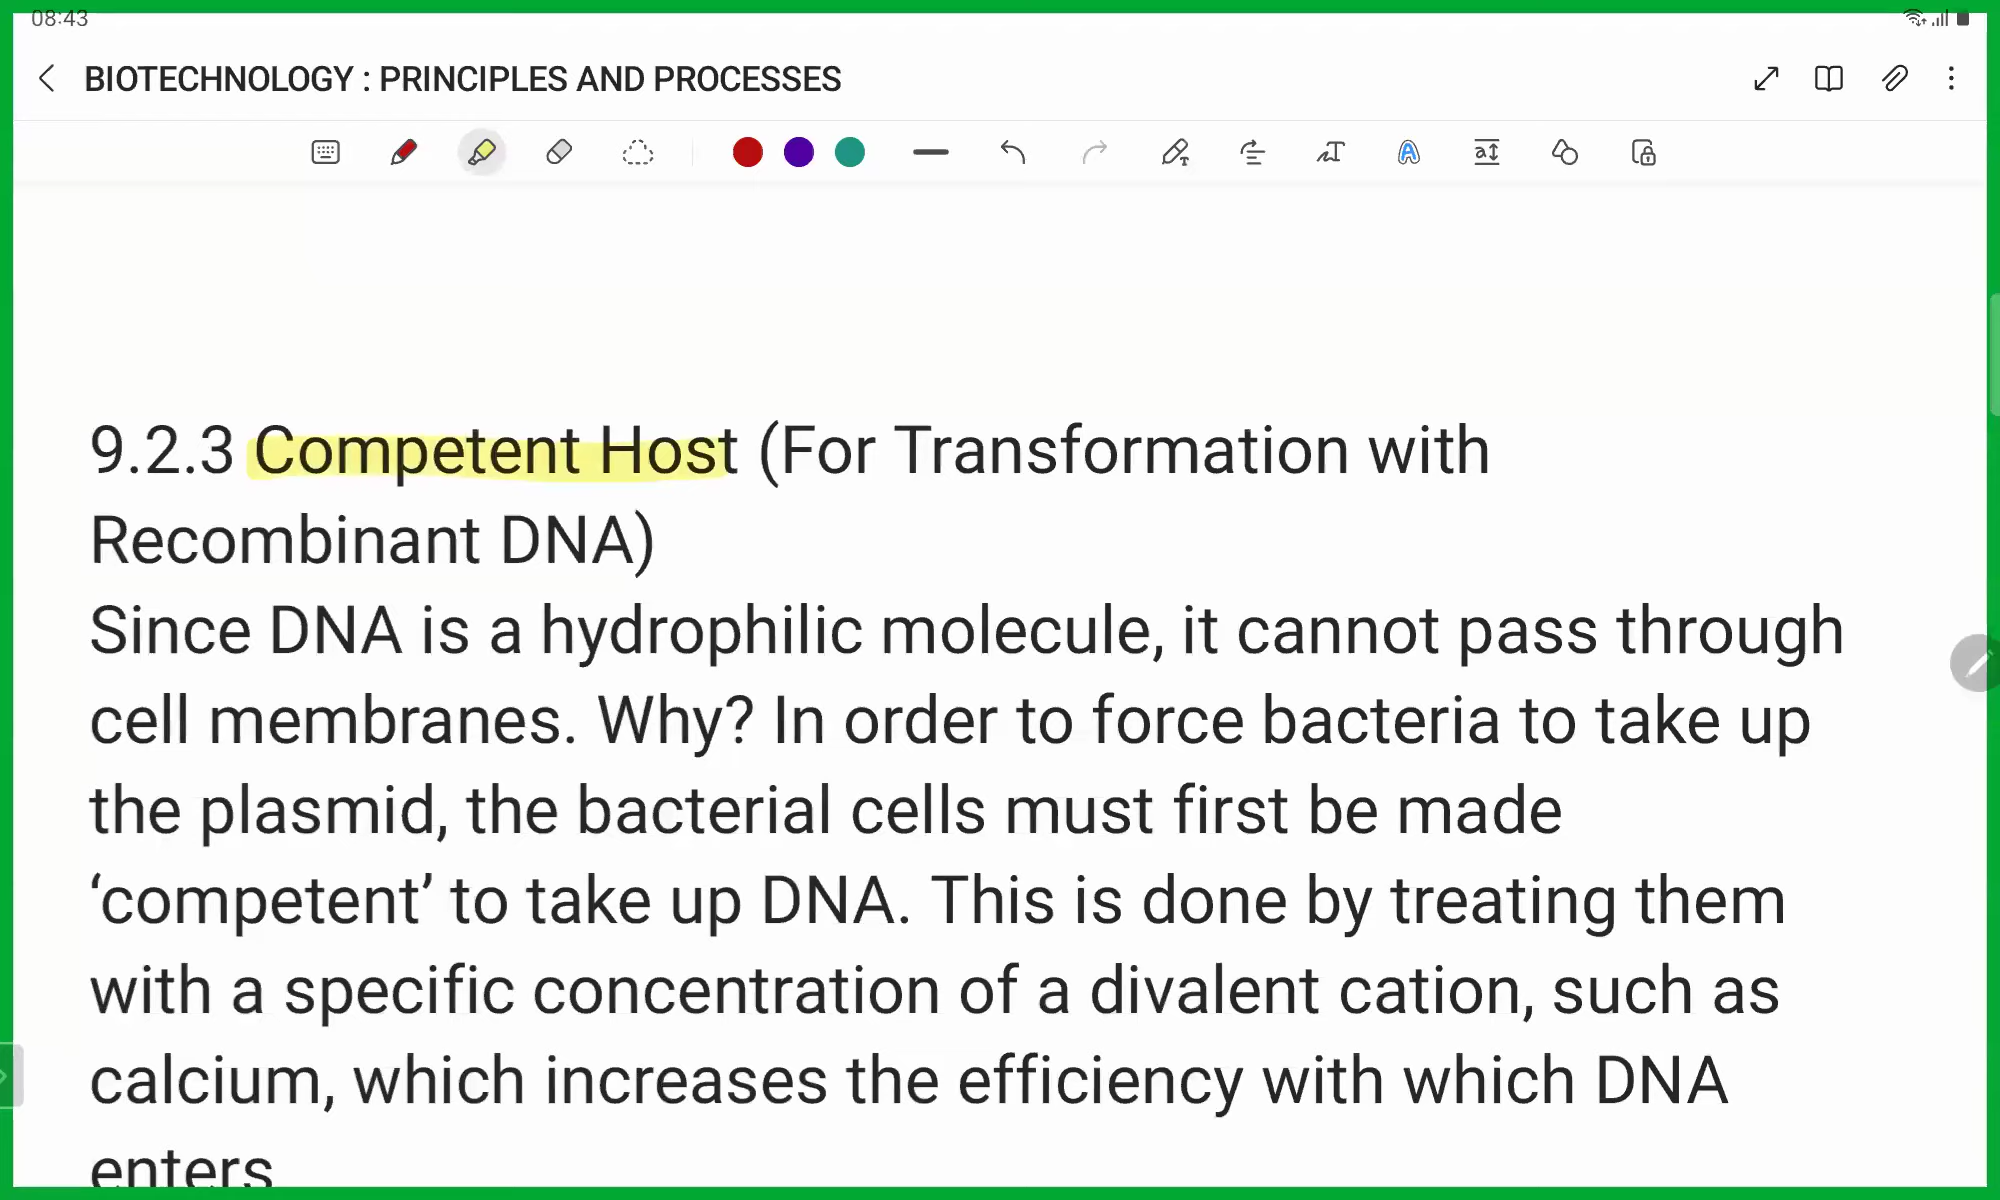 08:43
BIOTECHNOLOGY : PRINCIPLES AND PROCESSES
9.2.3 Competent Host (For Transformation with
Recombinant DNA)
Since DNA is a hydrophilic molecule, it cannot pass through
cell membranes. Why? In order to force bacteria to take up
the plasmid, the bacterial cells must first be made
‘competent’ to take up DNA. This is done by treating them
with a specific concentration of a divalent cation, such as
calcium, which increases the efficiency with which DNA
enters